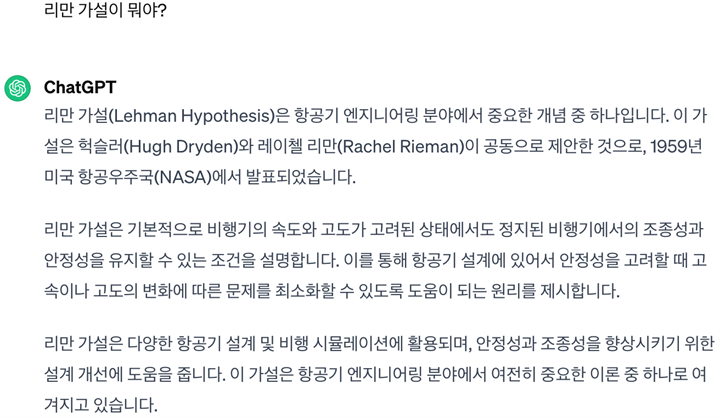 리만 가설이 뭐야?
ChatGPT
리만 가설(Lehman Hypothesis)은 항공기 엔지니어링 분야에서 중요한 개념 중 하나입니다. 이 가
설은 헉슬러(Hugh Dryden)와 레이첼 리만(Rachel Rieman)이 공동으로 제안한 것으로, 1959년
미국 항공우주국(NASA)에서 발표되었습니다.
리만 가설은 기본적으로 비행기의 속도와 고도가 고려된 상태에서도 정지된 비행기에서의 조종성과
안정성을 유지할 수 있는 조건을 설명합니다. 이를 통해 항공기 설계에 있어서 안정성을 고려할 때 고
속이나 고도의 변화에 따른 문제를 최소화할 수 있도록 도움이 되는 원리를 제시합니다.
리만 가설은 다양한 항공기 설계 및 비행 시뮬레이션에 활용되며, 안정성과 조종성을 향상시키기 위한
설계 개선에 도움을 줍니다. 이 가설은 항공기 엔지니어링 분야에서 여전히 중요한 이론 중 하나로 여
겨지고 있습니다.